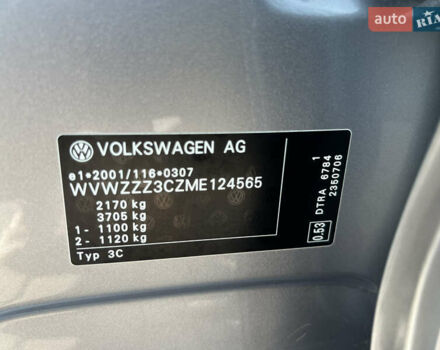 auto RIA
VOLKSWAGEN AG
e1*2001/116*0307
WVWZZZ3CZME124565
2170 kg
3705 kg
1- 1100 kg
2- 1120 kg
Typ 3C
0.53
DTRA 6784 1
2350706